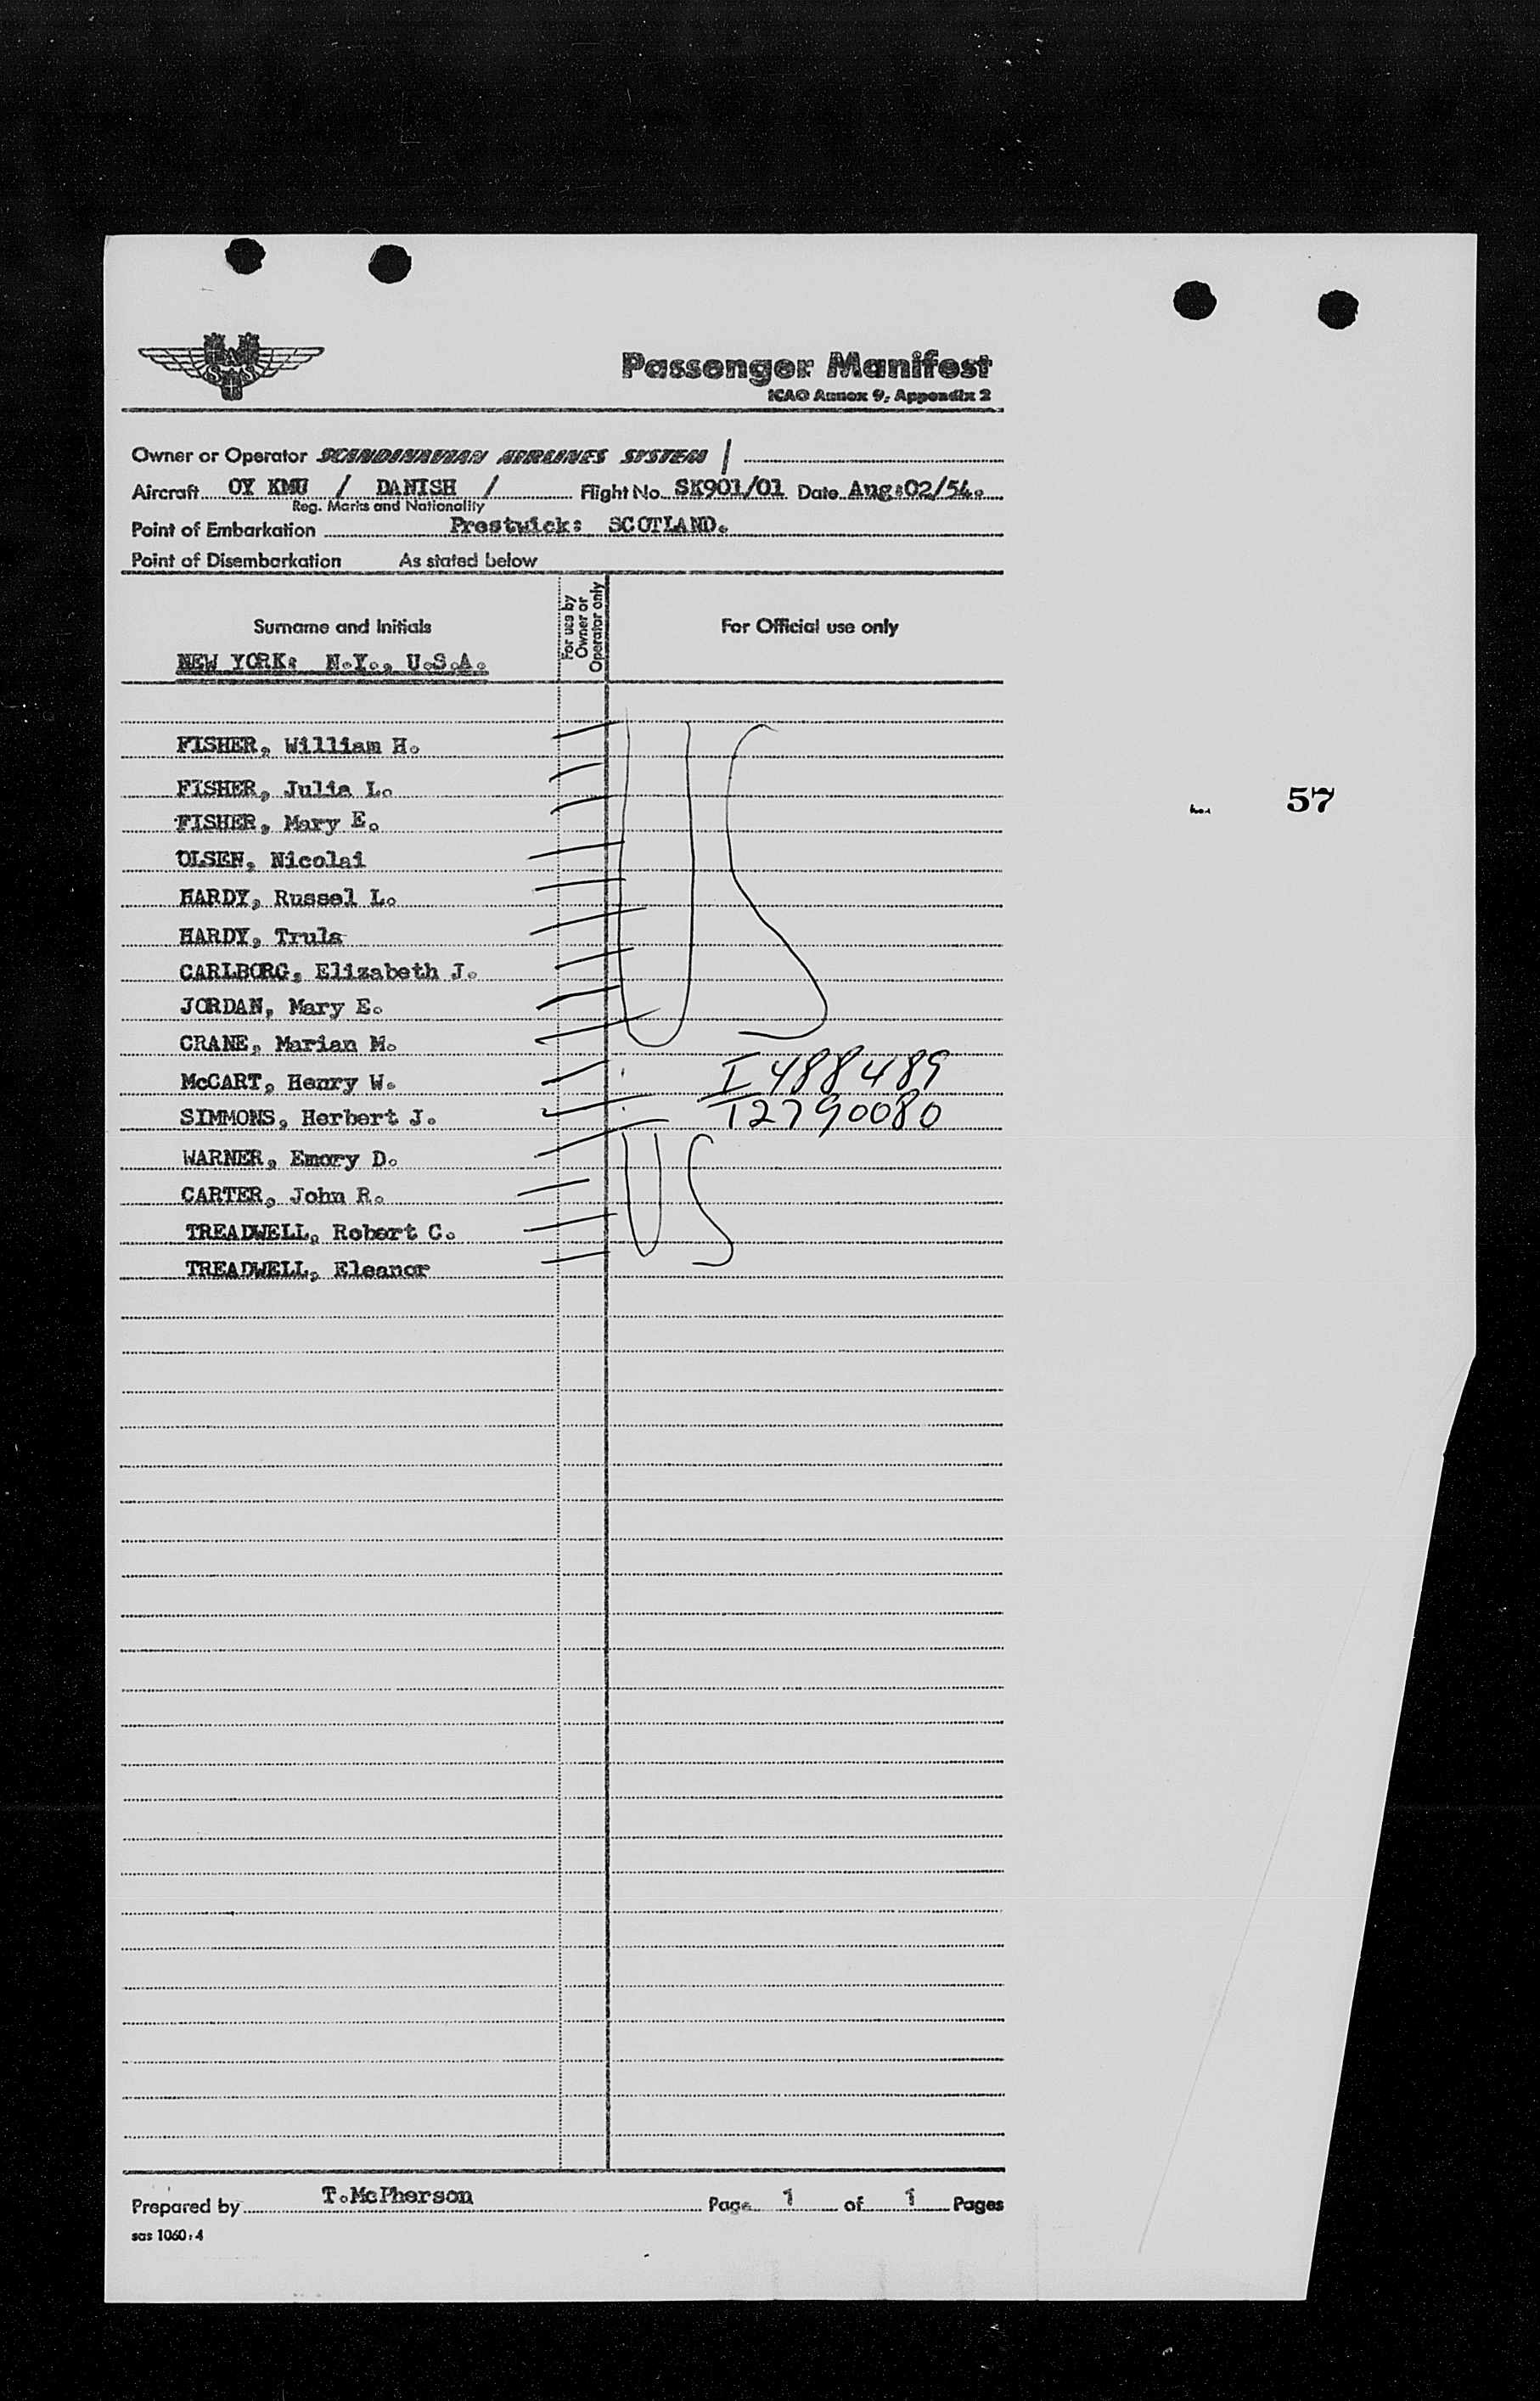 SAS
Passenger Manifest
ICAO Annex 9, Appendix 2
Owner or Operator SCANDINAVIAN AIRLINES SYSTEM /
Aircraft OY KMU / DANISH / Flight No. SK901/01 Date Aug:02/54.
Reg. Marks and Nationality
Point of Embarkation Prestwick: SCOTLAND.
Point of Disembarkation As stated below
Surname and Initials
For use by Owner or Operator only
For Official use only
NEW YORK: N.Y., U.S.A.
FISHER, William H.
FISHER, Julia L.
57
FISHER, Mary E.
OLSEN, Nicolai
HARDY, Russel L.
US
HARDY, Trula
CARLBORG, Elizabeth J.
JORDAN, Mary E.
CRANE, Marian M.
McCART, Henry W. I 488489
SIMMONS, Herbert J. I2790080
WARNER, Emory D.
CARTER, John R. US
TREADWELL, Robert C.
TREADWELL, Eleanor
Prepared by T.McPherson Page 1 of 1 Pages
sas 1060:4